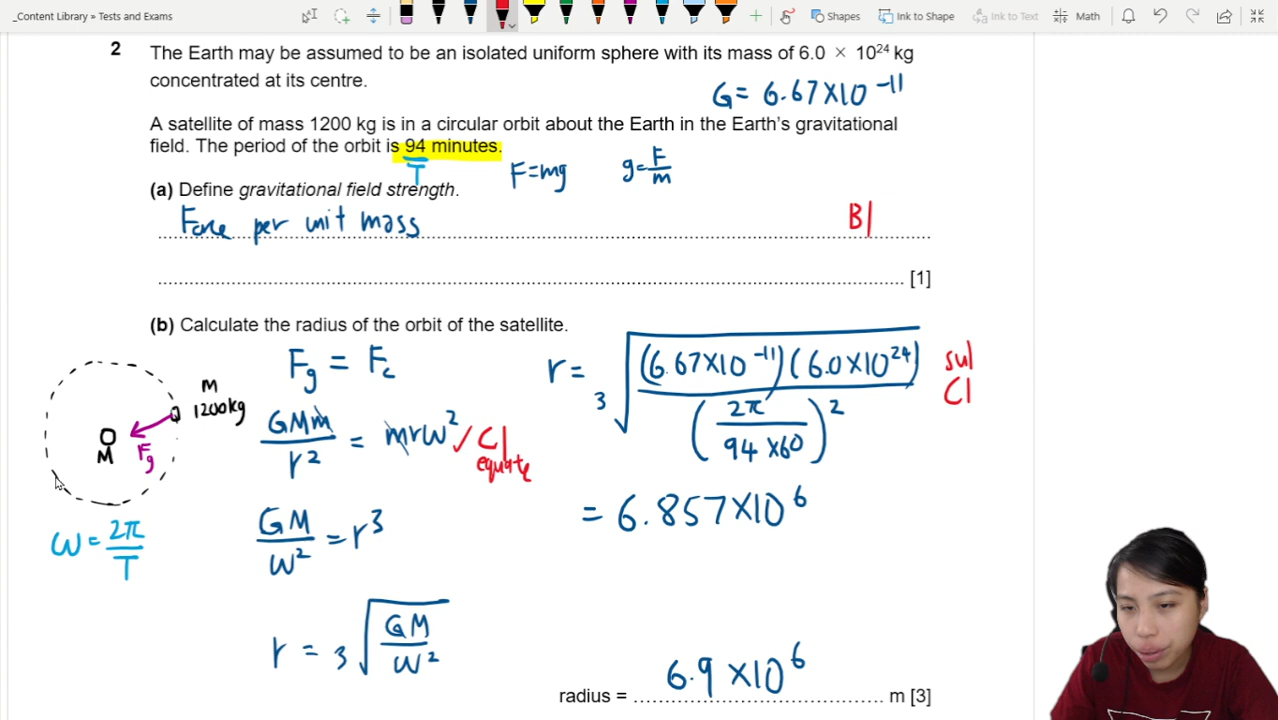 _Content Library » Tests and Exams
Shapes
Ink to Shape
Ink to Text
Math
2 The Earth may be assumed to be an isolated uniform sphere with its mass of 6.0 × 10²⁴ kg
concentrated at its centre.
G = 6.67×10⁻¹¹
A satellite of mass 1200 kg is in a circular orbit about the Earth in the Earth's gravitational
field. The period of the orbit is 94 minutes.
T
F=mg
g=F/m
(a) Define gravitational field strength.
Force per unit mass
B1
[1]
(b) Calculate the radius of the orbit of the satellite.
M
1200kg
M
Fg
ω = 2π/T
Fg = Fc
GMm/r² = mrω²
C1
equate
GM/ω² = r³
r = ³√(GM/ω²)
r = ³√((6.67×10⁻¹¹)(6.0×10²⁴)/(2π/(94×60))²)
sub
C1
= 6.857×10⁶
radius = 6.9 ×10⁶ m [3]